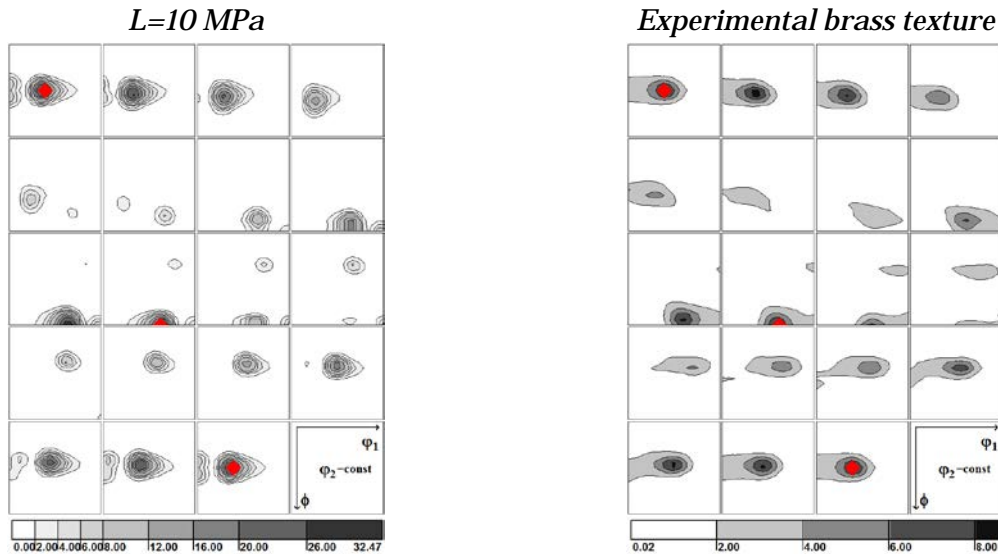 L=10 MPa
Experimental brass texture
φ₁
φ₂-const
ϕ
φ₁
φ₂-const
ϕ
0.00 2.00 4.00 6.00 8.00 12.00 16.00 20.00 26.00 32.47
0.02 2.00 4.00 6.00 8.00